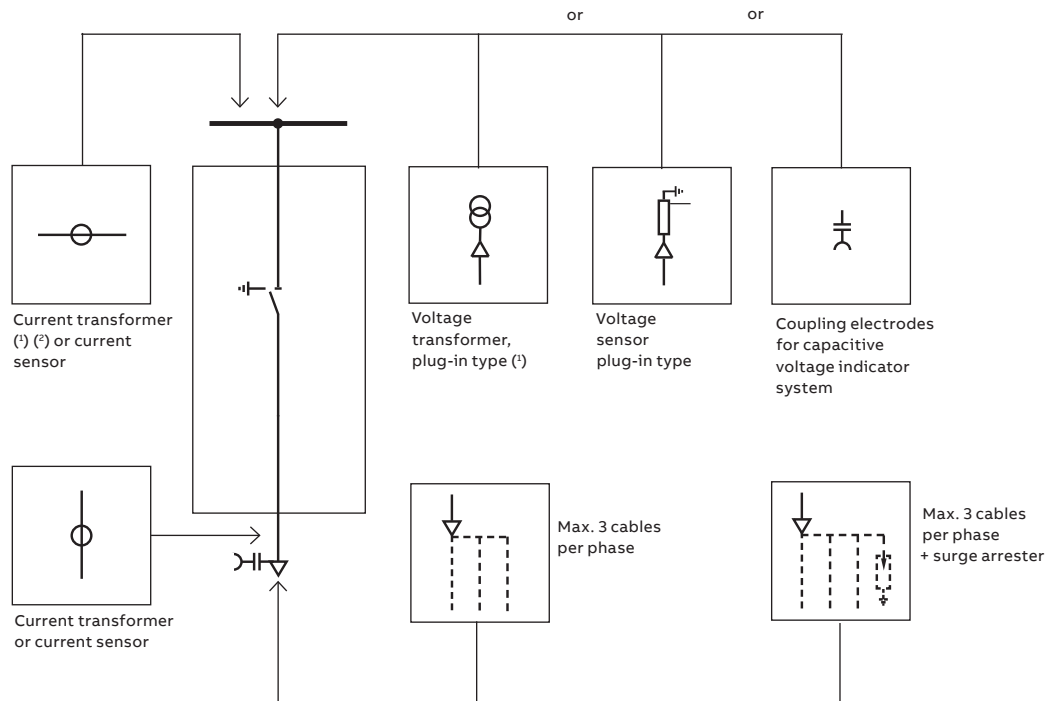 or
or
Current transformer
(¹) (²) or current
sensor
Voltage
transformer,
plug-in type (¹)
Voltage
sensor
plug-in type
Coupling electrodes
for capacitive
voltage indicator
system
Current transformer
or current sensor
Max. 3 cables
per phase
Max. 3 cables
per phase
+ surge arrester